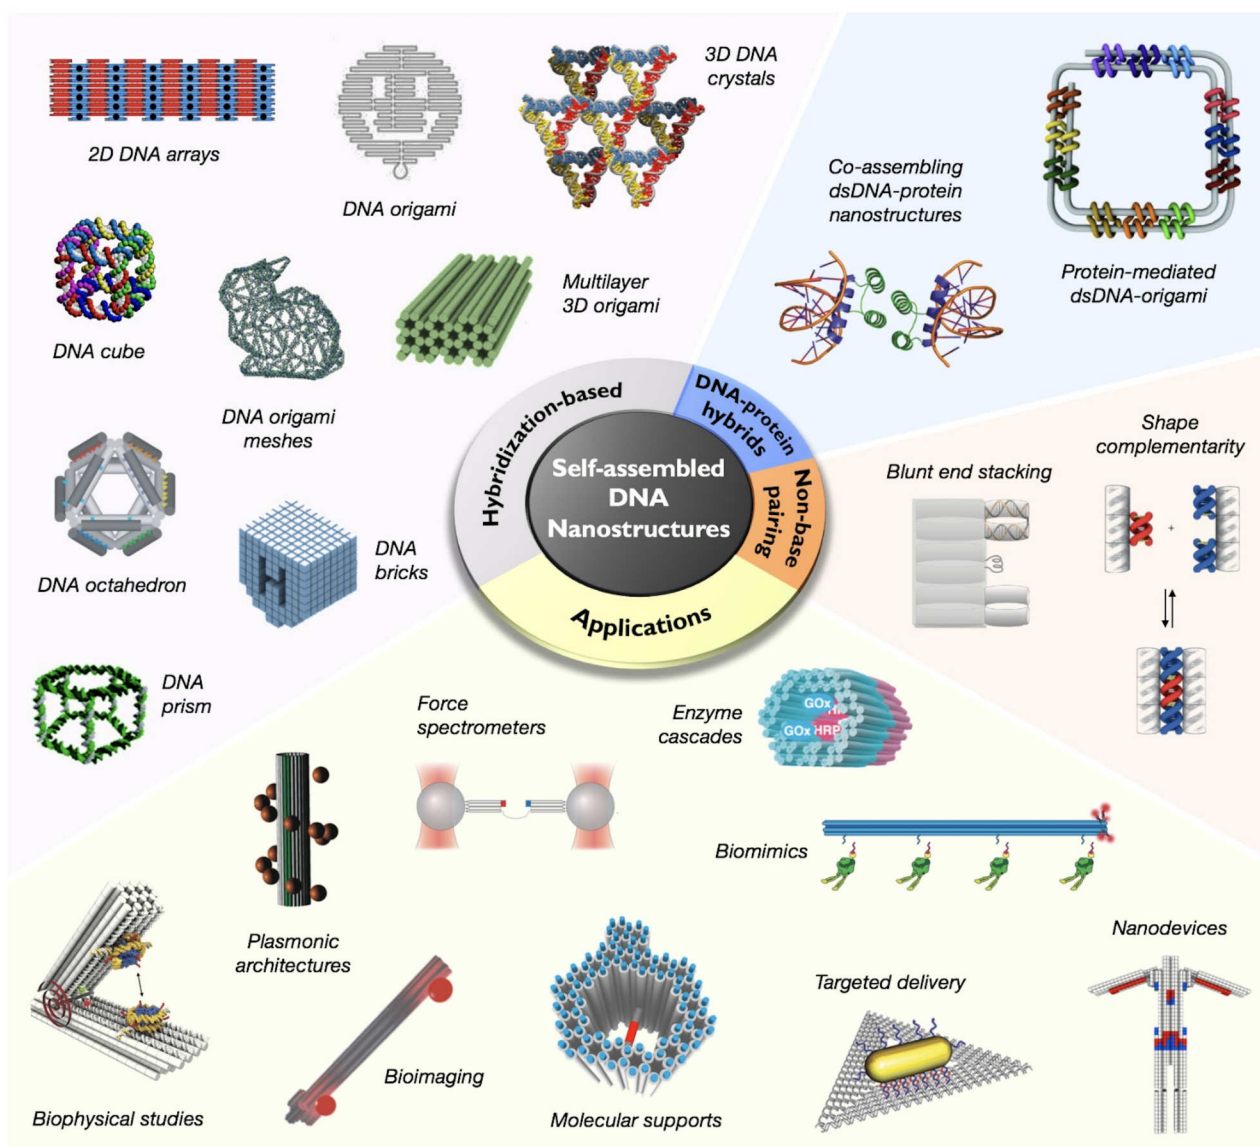 2D DNA arrays
DNA origami
3D DNA
crystals
DNA cube
DNA origami
meshes
Multilayer
3D origami
DNA octahedron
DNA
bricks
DNA
prism
H
Co-assembling
dsDNA-protein
nanostructures
Protein-mediated
dsDNA-origami
Hybridization-based
DNA-protein
hybrids
Non-base
pairing
Applications
Self-assembled
DNA
Nanostructures
Blunt end stacking
Shape
complementarity
+
Force
spectrometers
Enzyme
cascades
GOx
GOx
HRP
Plasmonic
architectures
Biomimics
Biophysical studies
Bioimaging
Molecular supports
Targeted delivery
Nanodevices